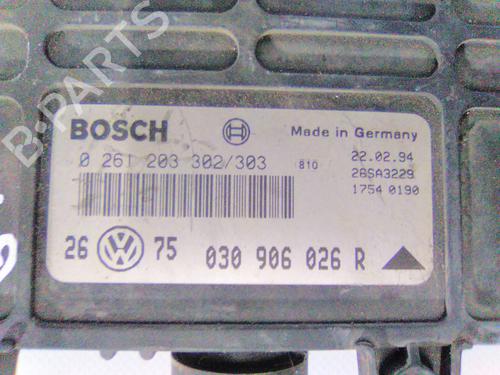 B-PARTS
BOSCH
Made in Germany
0 261 203 302/303
810
22.02.94
28SA3229
1754 0190
26 VW 75 030 906 026 R